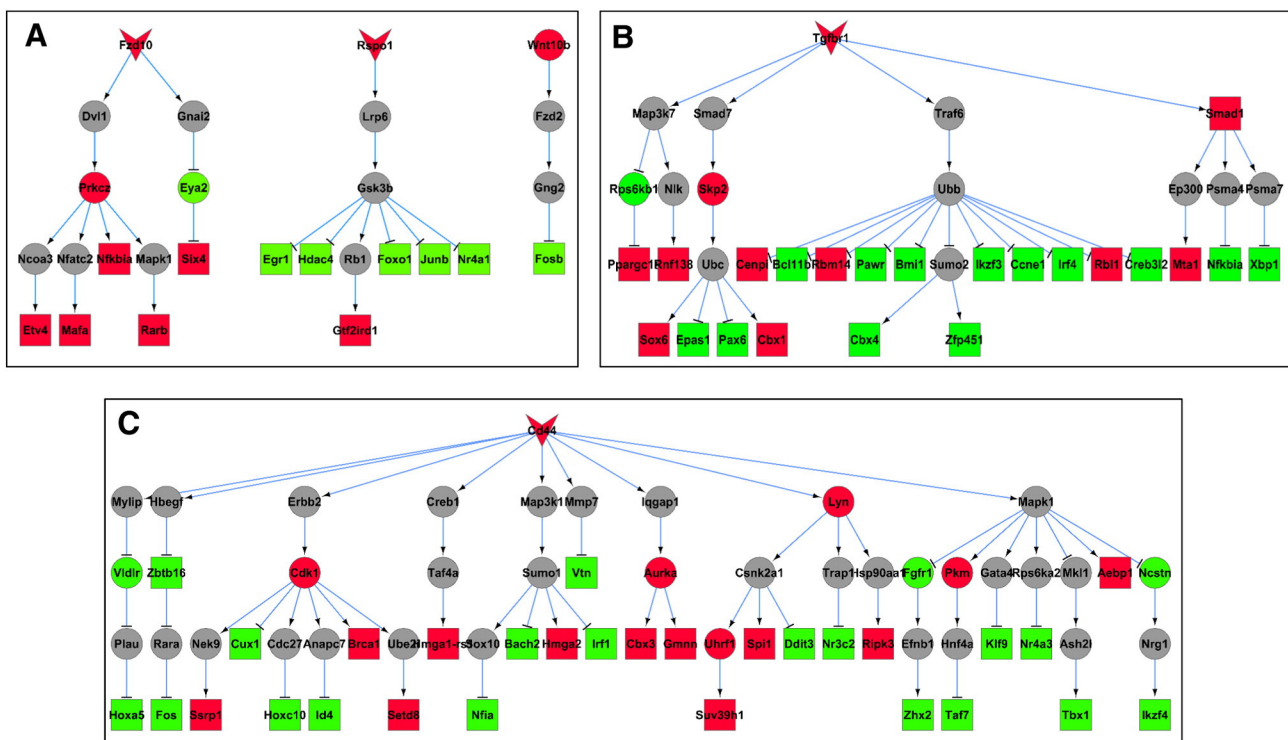 A
Fzd10 Rspo1 Wnt10b
Dvl1 Gnai2 Lrp6 Fzd2
Prkcz Eya2 Gsk3b Gng2
Ncoa3 Nfatc2 Nfkbia Mapk1 Six4 Egr1 Hdac4 Rb1 Foxo1 Junb Nr4a1 Fosb
Etv4 Mafa Rarb Gtf2ird1
B
Tgfbr1
Map3k7 Smad7 Traf6 Smad1
Rps6kb1 Nlk Skp2 Ubb Ep300 Psma4 Psma7
Ppargc1 Rnf138 Ubc Cenpi Bcl11b Rbm14 Pawr Bmi1 Sumo2 Ikzf3 Ccne1 Irf4 Rbl1 Creb3l2 Mta1 Nfkbia Xbp1
Sox6 Epas1 Pax6 Cbx1 Cbx4 Zfp451
C
Cd44
Mylip Hbegf Erbb2 Creb1 Map3k1 Mmp7 Iqgap1 Lyn Mapk1
Vldlr Zbtb16 Cdk1 Taf4a Sumo1 Vtn Aurka Csnk2a1 Trap1 Hsp90aa1 Fgfr1 Pkm Gata4 Rps6ka2 Mkl1 Aebp1 Ncstn
Plau Rara Nek9 Cux1 Cdc27 Anapc7 Brca1 Ube2l Hmga1-rs Sox10 Bach2 Hmga2 Irf1 Cbx3 Gmnn Uhrf1 Spi1 Ddit3 Nr3c2 Ripk3 Efnb1 Hnf4a Klf9 Nr4a3 Ash2l Nrg1
Hoxa5 Fos Ssrp1 Hoxc10 Id4 Setd8 Nfia Suv39h1 Zhx2 Taf7 Tbx1 Ikzf4